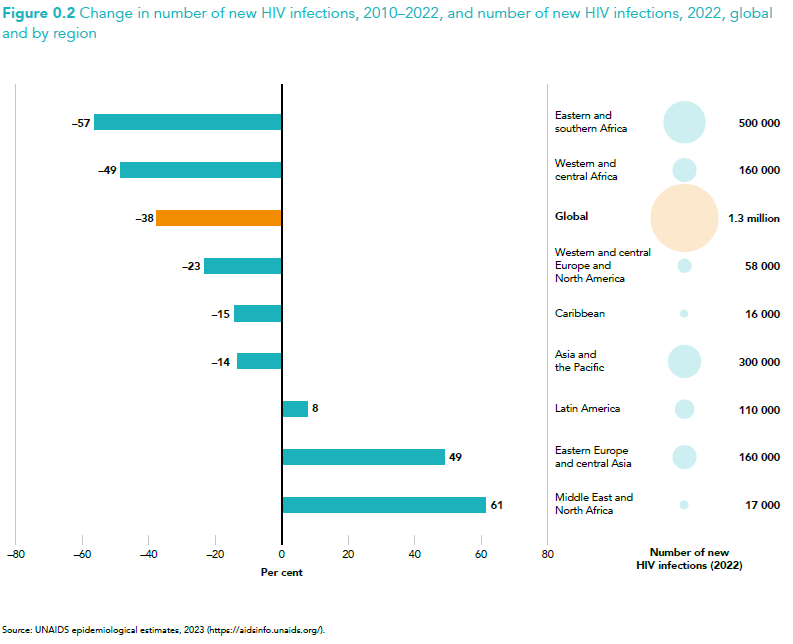 Figure 0.2 Change in number of new HIV infections, 2010–2022, and number of new HIV infections, 2022, global
and by region
–57
Eastern and
southern Africa
500 000
–49
Western and
central Africa
160 000
–38
Global
1.3 million
–23
Western and central
Europe and
North America
58 000
–15
Caribbean
16 000
–14
Asia and
the Pacific
300 000
8
Latin America
110 000
49
Eastern Europe
and central Asia
160 000
61
Middle East and
North Africa
17 000
–80 –60 –40 –20 0 20 40 60 80
Per cent
Number of new
HIV infections (2022)
Source: UNAIDS epidemiological estimates, 2023 (https://aidsinfo.unaids.org/).